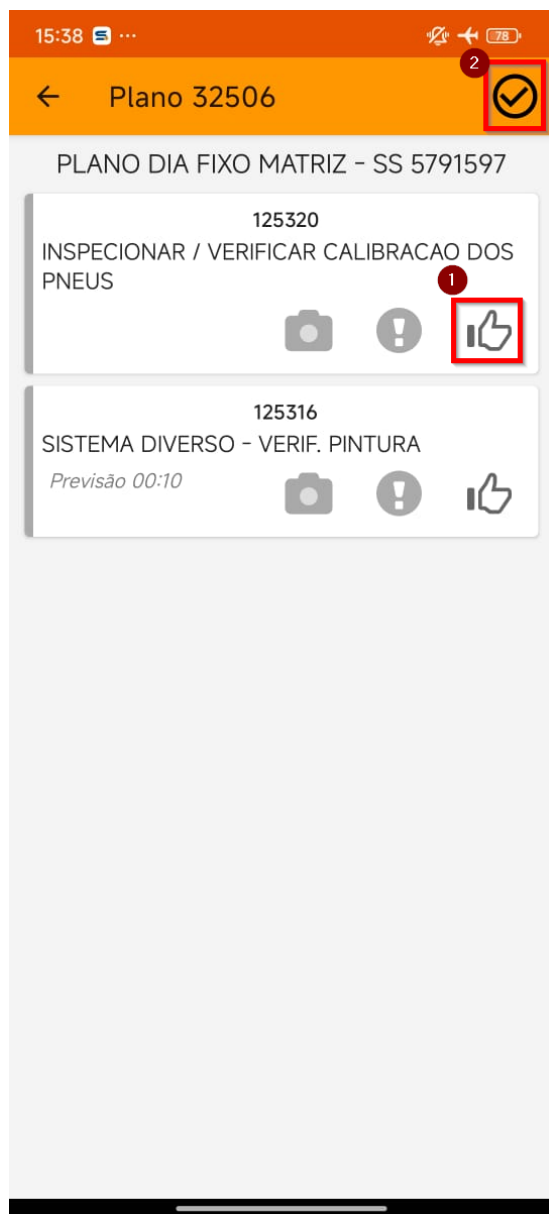 15:38 S ...
78
2
Plano 32506
PLANO DIA FIXO MATRIZ - SS 5791597
125320
INSPECIONAR / VERIFICAR CALIBRACAO DOS
PNEUS
1
125316
SISTEMA DIVERSO - VERIF. PINTURA
Previsão 00:10